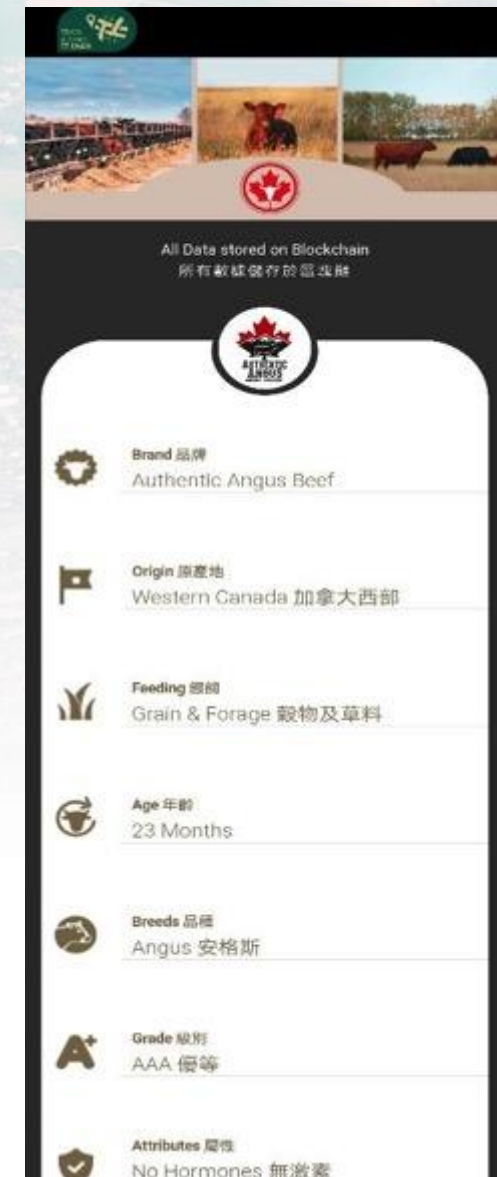 All Data stored on Blockchain
所有數據儲存於區塊鏈
AUTHENTIC
ANGUS
Brand 品牌
Authentic Angus Beef
Origin 原產地
Western Canada 加拿大西部
Feeding 餵飼
Grain & Forage 穀物及草料
Age 年齡
23 Months
Breeds 品種
Angus 安格斯
Grade 級別
AAA 優等
Attributes 屬性
No Hormones 無激素